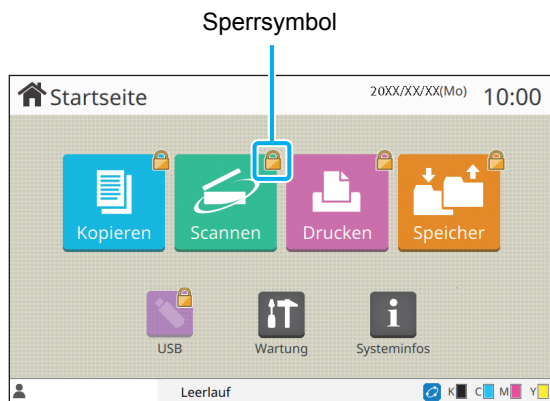 Sperrsymbol
Startseite 20XX/XX/XX(Mo) 10:00
Kopieren Scannen Drucken Speicher
USB Wartung Systeminfos
Leerlauf K C M Y